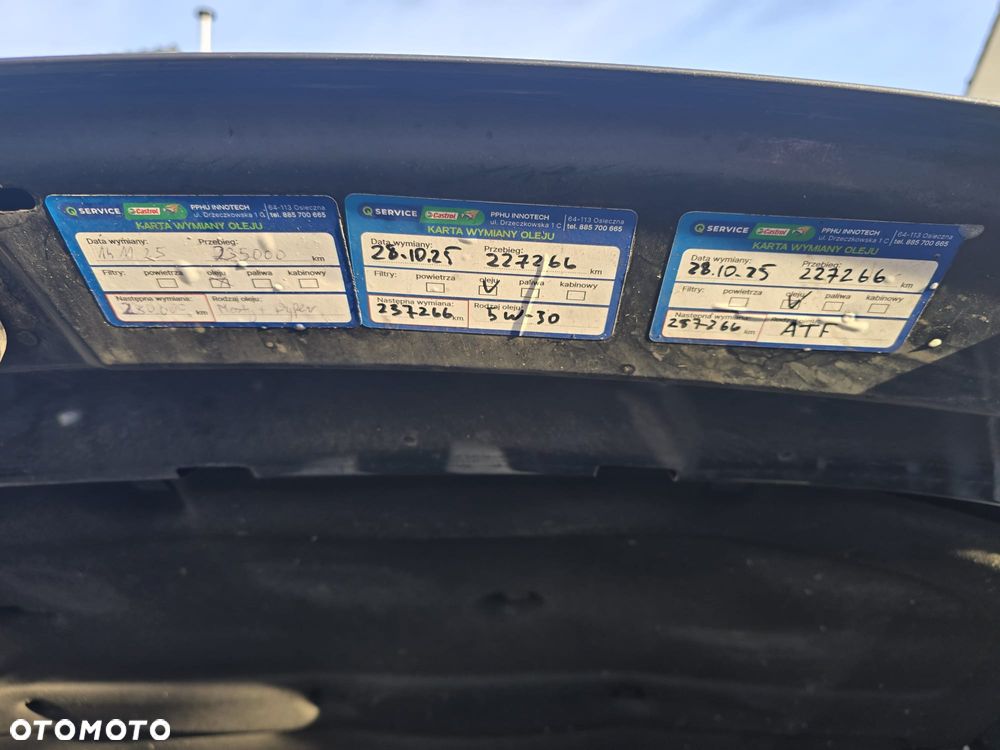 Q SERVICE Castrol PPHU INNOTECH
ul. Drzeczkowska 1 C tel. 885 700 665
KARTA WYMIANY OLEJU
Data wymiany: Przebieg:
235000 km
Filtry: powietrza oleju paliwa kabinowy
Następna wymiana: Rodzaj oleju:
km
Q SERVICE Castrol PPHU INNOTECH 64-113 Osieczna
ul. Drzeczkowska 1 C tel. 885 700 665
KARTA WYMIANY OLEJU
Data wymiany: Przebieg:
28.10.25 227266 km
Filtry: powietrza oleju paliwa kabinowy
Następna wymiana: Rodzaj oleju:
237266 km 5W-30
Q SERVICE Castrol PPHU INNOTECH 64-113 Osieczna
ul. Drzeczkowska 1 C tel. 885 700 665
KARTA WYMIANY OLEJU
Data wymiany: Przebieg:
28.10.25 227266 km
Filtry: powietrza oleju paliwa kabinowy
Następna wymiana:
257266 km ATF
OTOMOTO